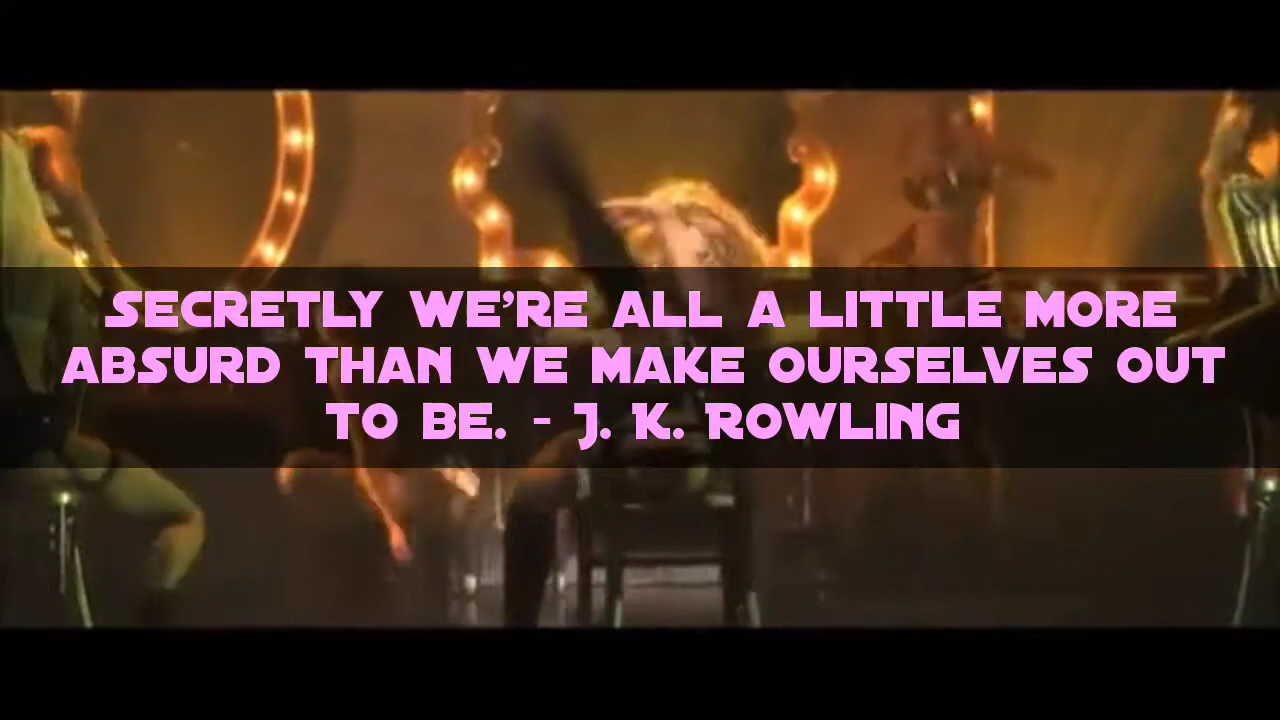 Secretly we're all a little more
absurd than we make ourselves out
to be. - J. K. Rowling